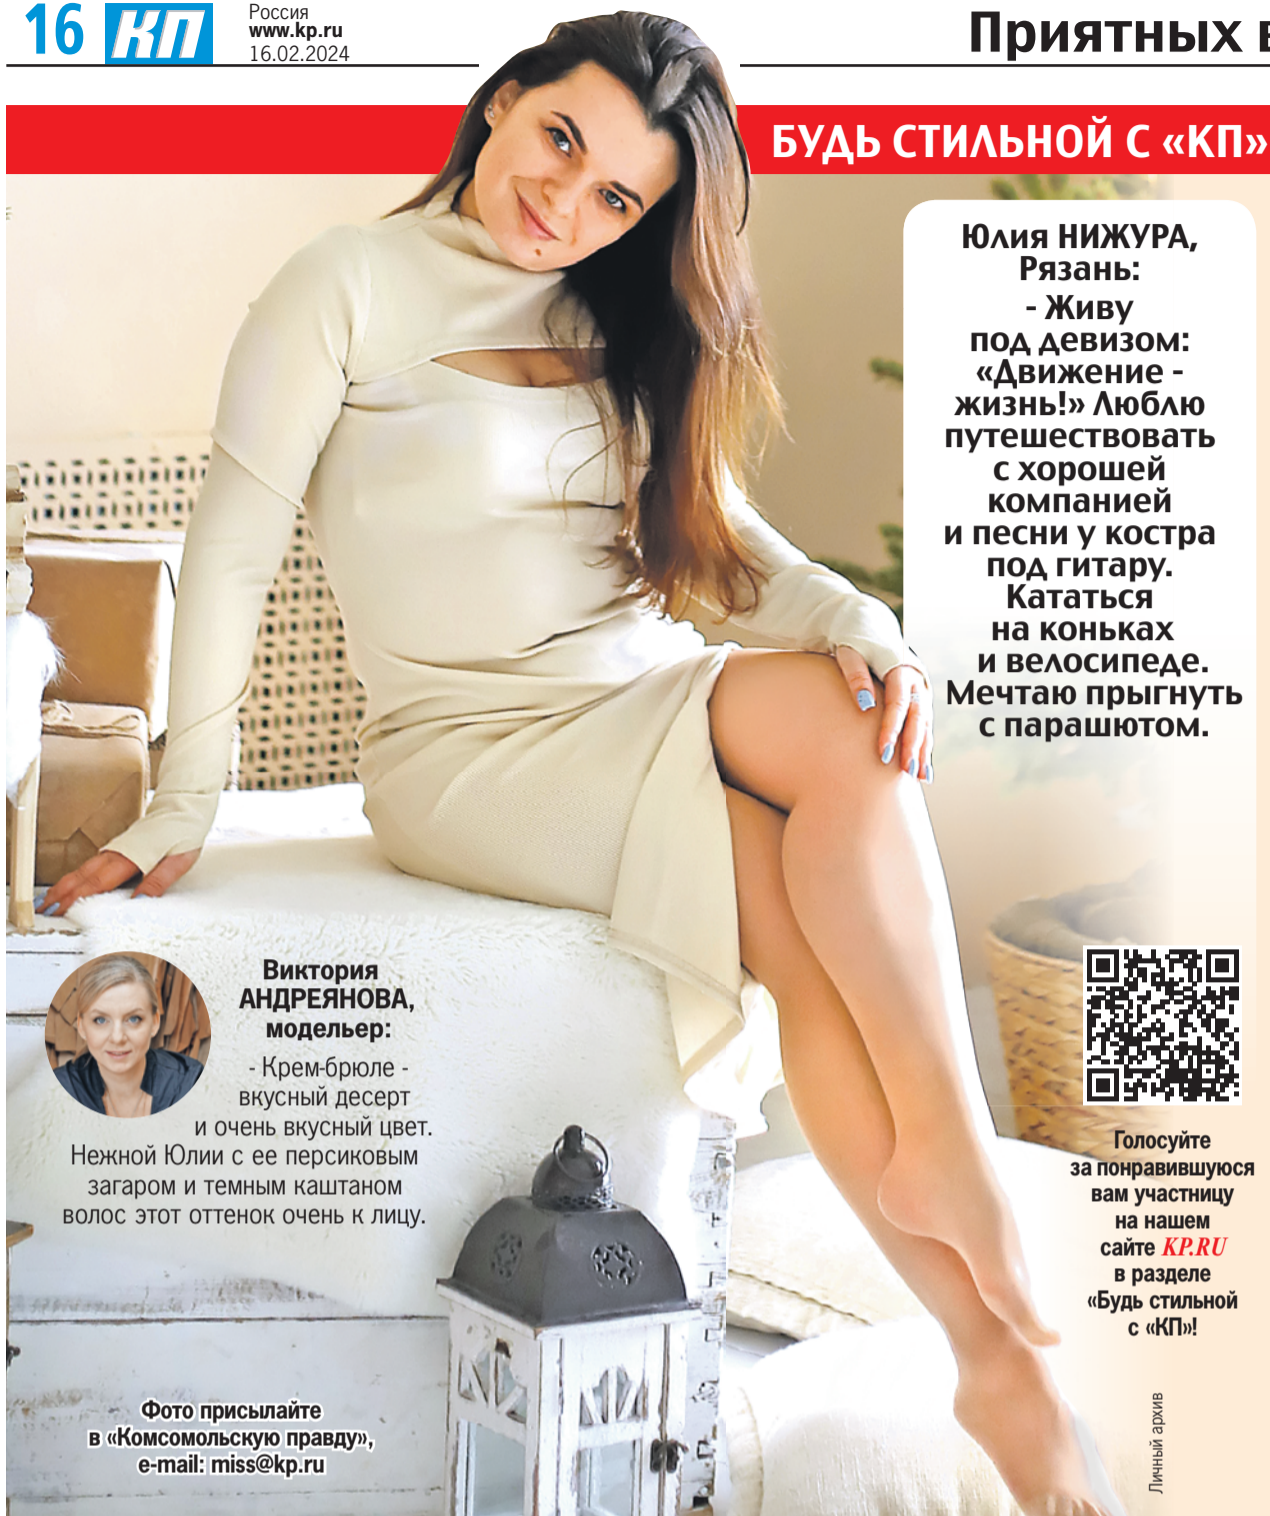 16 КП
Россия
www.kp.ru
16.02.2024
Приятных
БУДЬ СТИЛЬНОЙ С «КП»
Юлия НИЖУРА,
Рязань:
- Живу
под девизом:
«Движение -
жизнь!» Люблю
путешествовать
с хорошей
компанией
и песни у костра
под гитару.
Кататься
на коньках
и велосипеде.
Мечтаю прыгнуть
с парашютом.
Виктория
АНДРЕЯНОВА,
модельер:
- Крем-брюле -
вкусный десерт
и очень вкусный цвет.
Нежной Юлии с ее персиковым
загаром и темным каштаном
волос этот оттенок очень к лицу.
Голосуйте
за понравившуюся
вам участницу
на нашем
сайте KP.RU
в разделе
«Будь стильной
с «КП»!
Фото присылайте
в «Комсомольскую правду»,
e-mail: miss@kp.ru
Личный архив